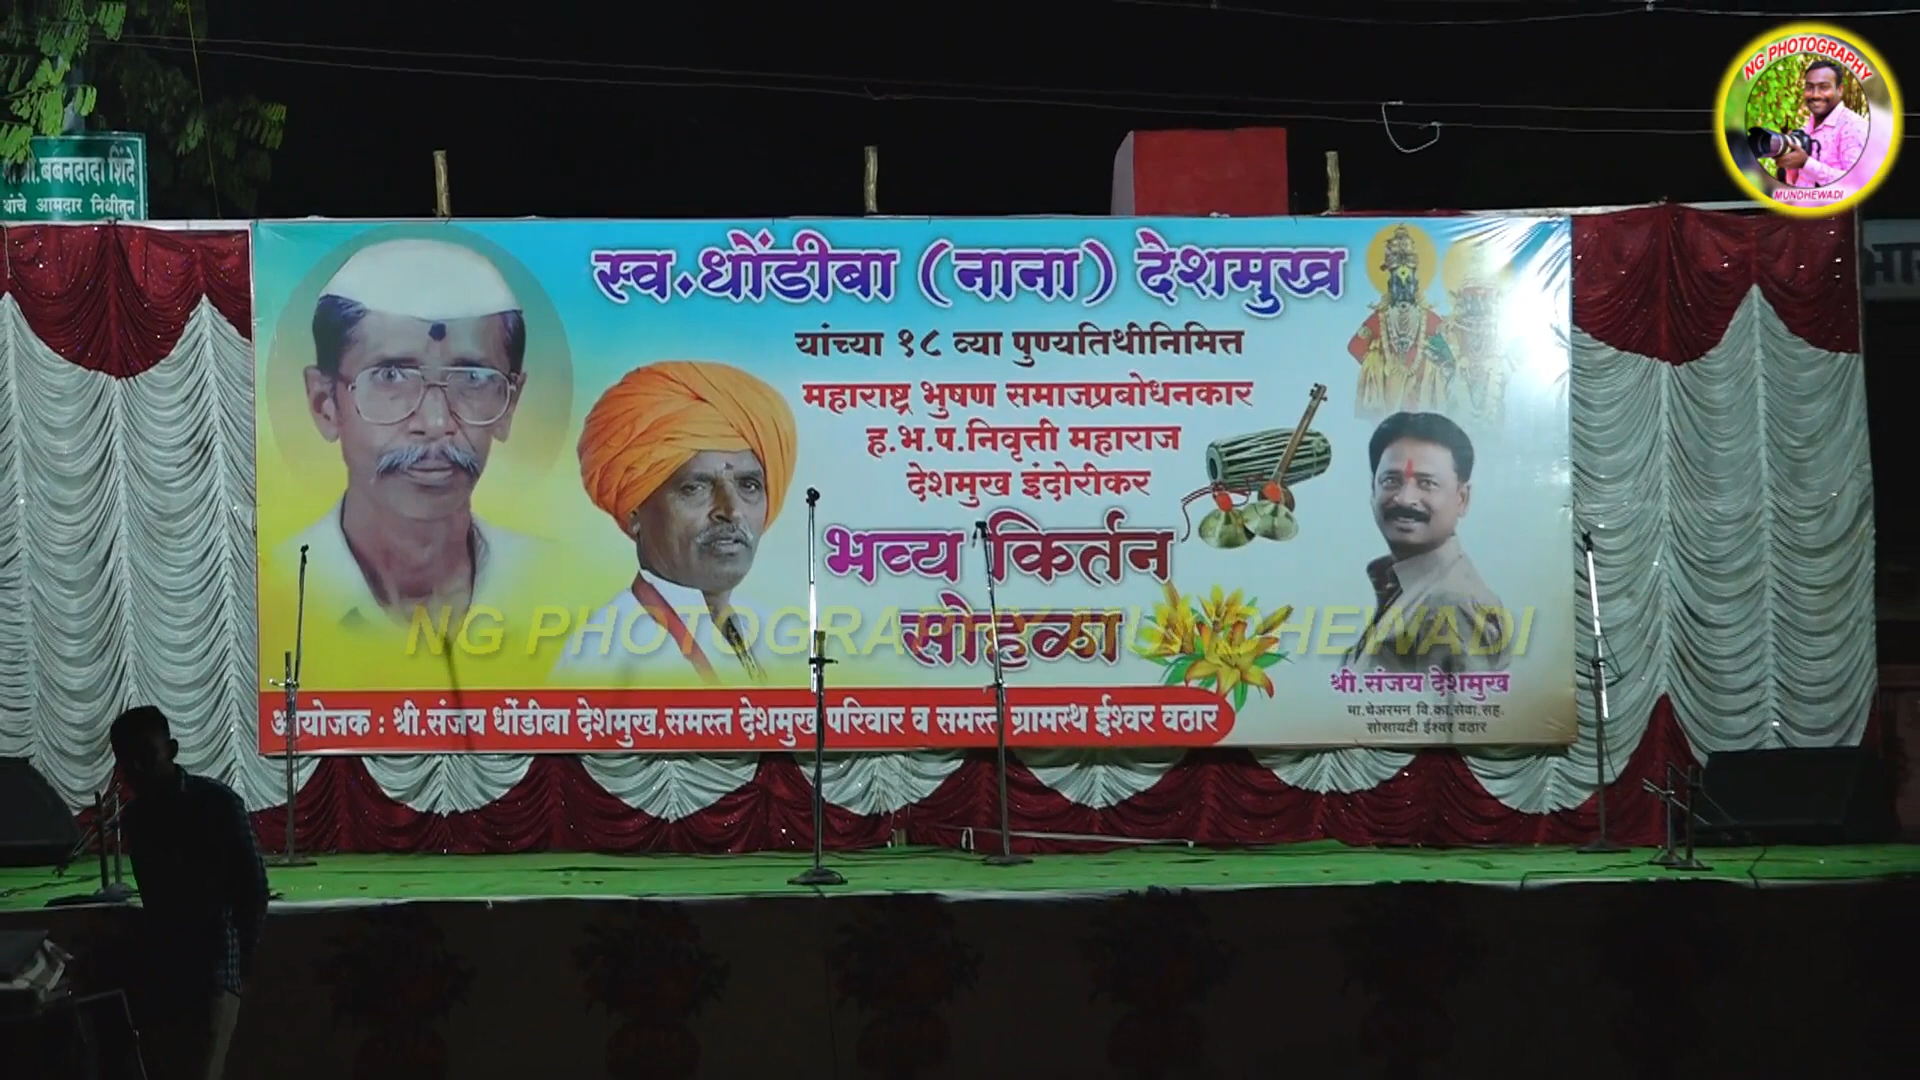 NG PHOTOGRAPHY
MUNDHEWADI
श्री.बबनदादा शिंदे
यांचे आमदार निधीतून
स्व.धोंडीबा (नाना) देशमुख
यांच्या १८ व्या पुण्यतिथीनिमित्त
महाराष्ट्र भुषण समाजप्रबोधनकार
ह.भ.प.निवृत्ती महाराज
देशमुख इंदोरीकर
भव्य किर्तन
सोहळा
NG PHOTOGRAPHY MUNDHEWADI
श्री.संजय देशमुख
मा.चेअरमन वि.का.सेवा.सह.
सोसायटी ईश्वर वठार
आयोजक : श्री.संजय धोंडीबा देशमुख,समस्त देशमुख परिवार व समस्त ग्रामस्थ ईश्वर वठार